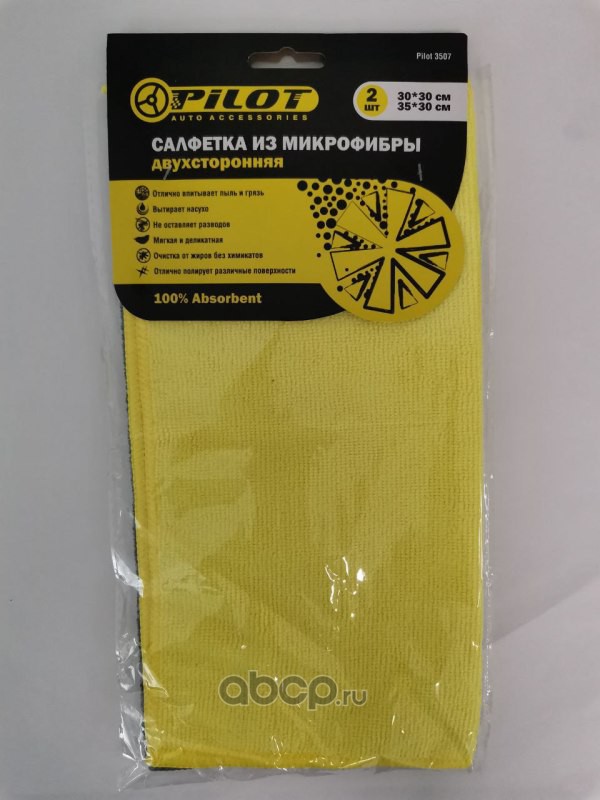 Pilot 3507
PILOT
AUTO ACCESSORIES
2 шт
30*30 см
35*30 см
САЛФЕТКА ИЗ МИКРОФИБРЫ
двухсторонняя
Отлично впитывает пыль и грязь
Вытирает насухо
Не оставляет разводов
Мягкая и деликатная
Очистка от жиров без химикатов
Отлично полирует различные поверхности
100% Absorbent
abcp.ru